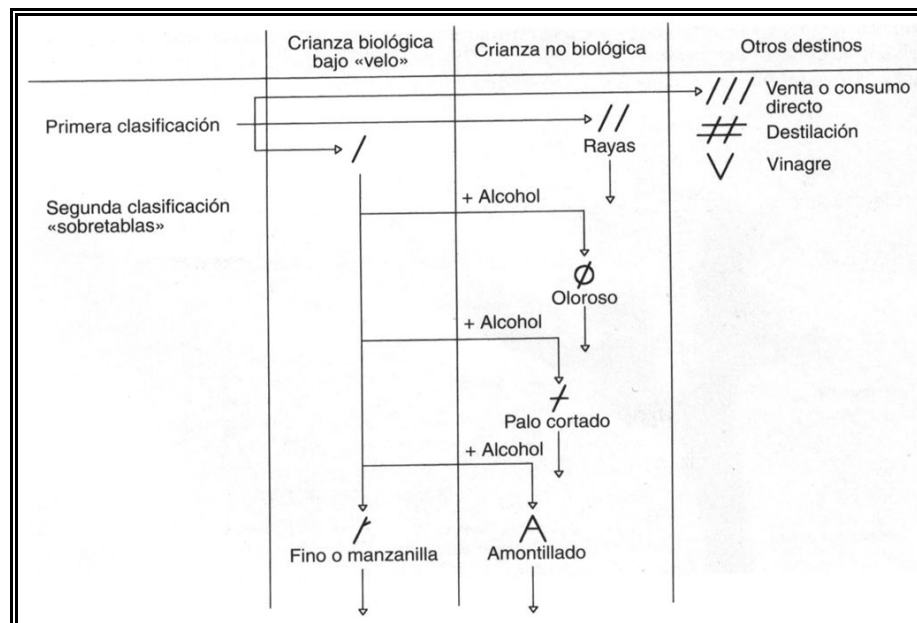 Crianza biológica
bajo «velo»
Crianza no biológica
Otros destinos
Primera clasificación
/
//
Rayas
///
Venta o consumo
directo
Destilación
Vinagre
Segunda clasificación
«sobretablas»
+ Alcohol
Oloroso
+ Alcohol
Palo cortado
+ Alcohol
Fino o manzanilla
Amontillado